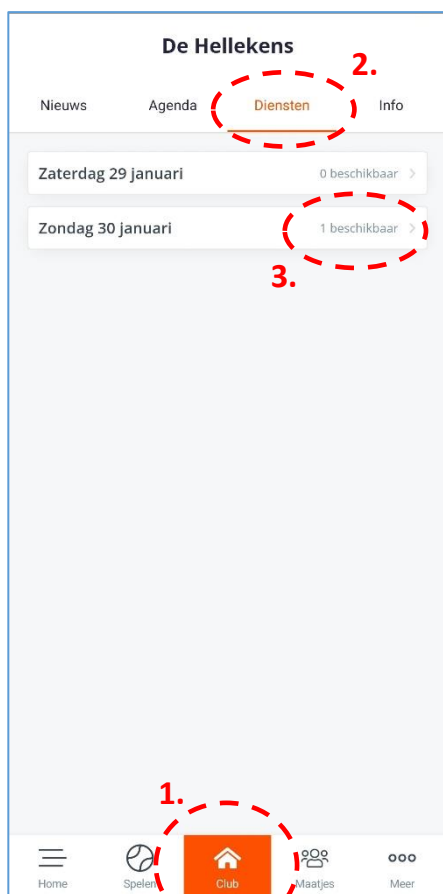 De Hellekens
2.
Nieuws Agenda Diensten Info
Zaterdag 29 januari 0 beschikbaar
Zondag 30 januari 1 beschikbaar
3.
1.
Home Spelen Club Maatjes Meer